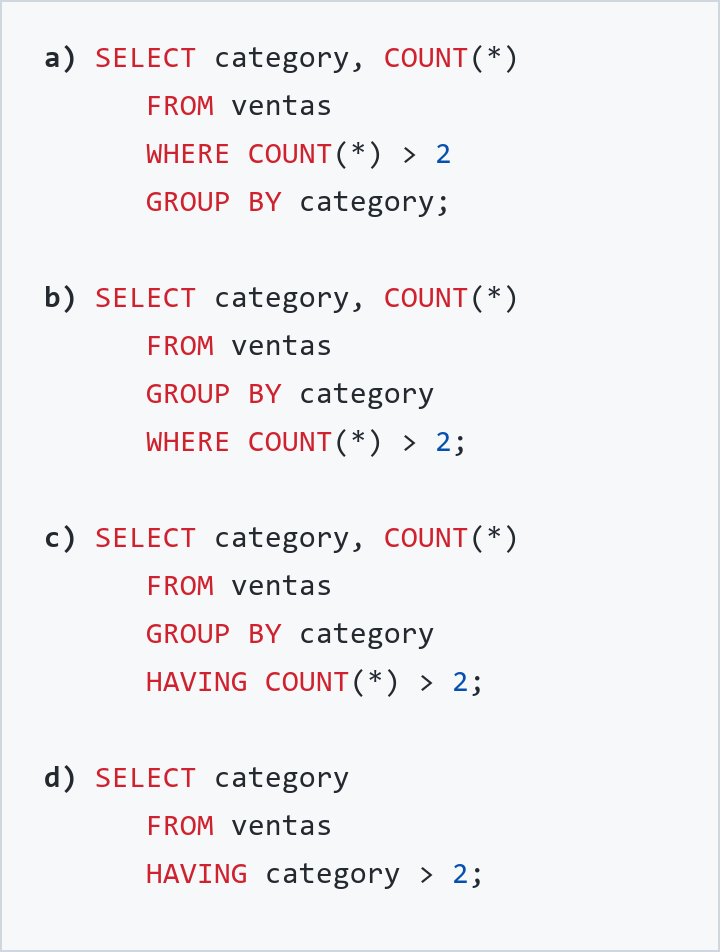 a) SELECT category, COUNT(*)
FROM ventas
WHERE COUNT(*) > 2
GROUP BY category;
b) SELECT category, COUNT(*)
FROM ventas
GROUP BY category
WHERE COUNT(*) > 2;
c) SELECT category, COUNT(*)
FROM ventas
GROUP BY category
HAVING COUNT(*) > 2;
d) SELECT category
FROM ventas
HAVING category > 2;